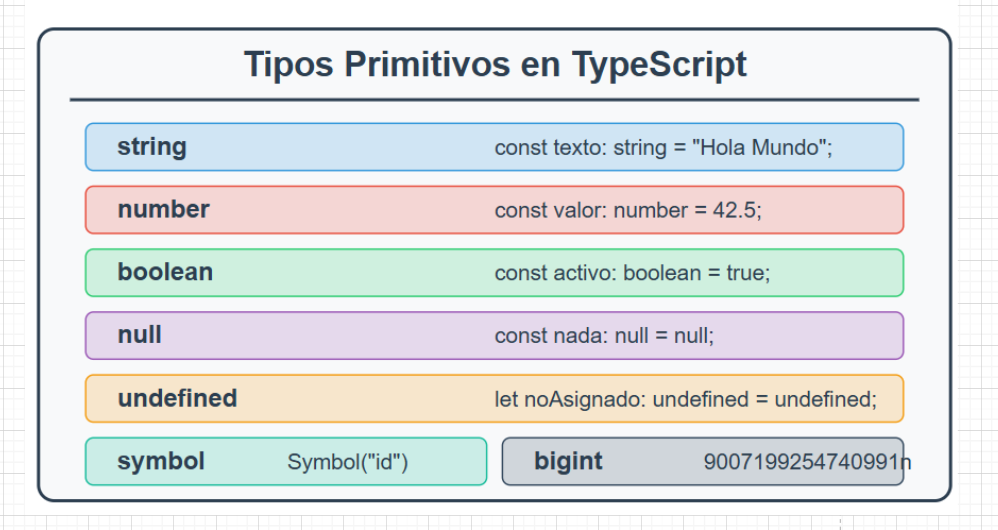 Tipos Primitivos en TypeScript
string const texto: string = "Hola Mundo";
number const valor: number = 42.5;
boolean const activo: boolean = true;
null const nada: null = null;
undefined let noAsignado: undefined = undefined;
symbol Symbol("id") bigint 9007199254740991n